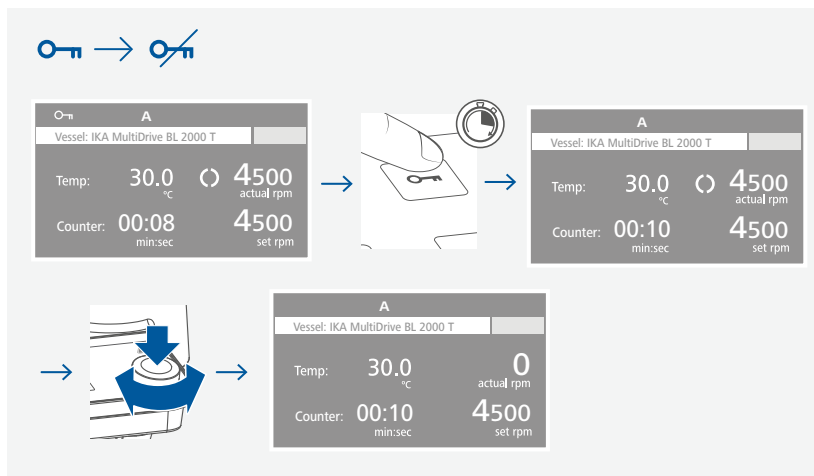 A
Vessel: IKA MultiDrive BL 2000 T
Temp: 30.0 °C 4500 actual rpm
Counter: 00:08 min:sec 4500 set rpm
A
Vessel: IKA MultiDrive BL 2000 T
Temp: 30.0 °C 4500 actual rpm
Counter: 00:10 min:sec 4500 set rpm
A
Vessel: IKA MultiDrive BL 2000 T
Temp: 30.0 °C 0 actual rpm
Counter: 00:10 min:sec 4500 set rpm